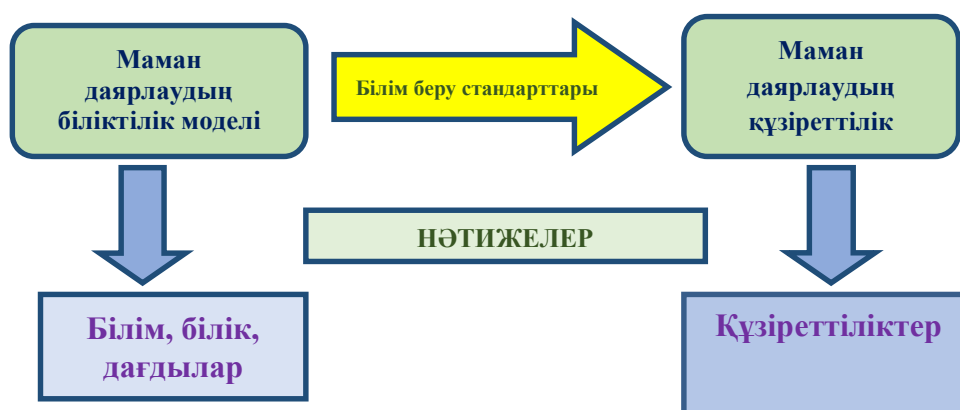 Маман
даярлаудың
біліктілік моделі
Білім беру стандарттары
Маман
даярлаудың
құзіреттілік
НӘТИЖЕЛЕР
Білім, білік,
дағдылар
Құзіреттіліктер